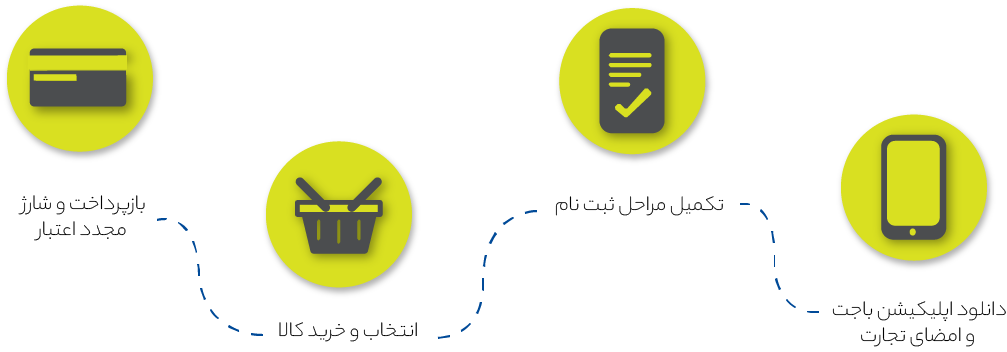 دانلود اپلیکیشن باجت
و امضای تجارت
تکمیل مراحل ثبت نام
انتخاب و خرید کالا
بازپرداخت و شارژ
مجدد اعتبار